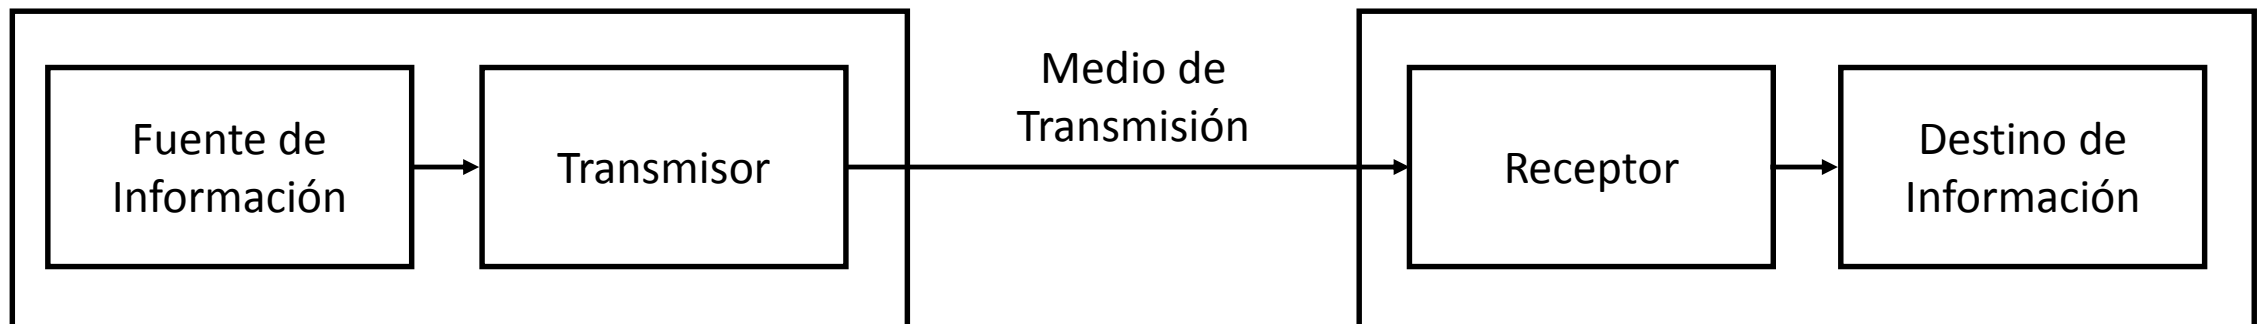 Fuente de
Información
Transmisor
Medio de
Transmisión
Receptor
Destino de
Información